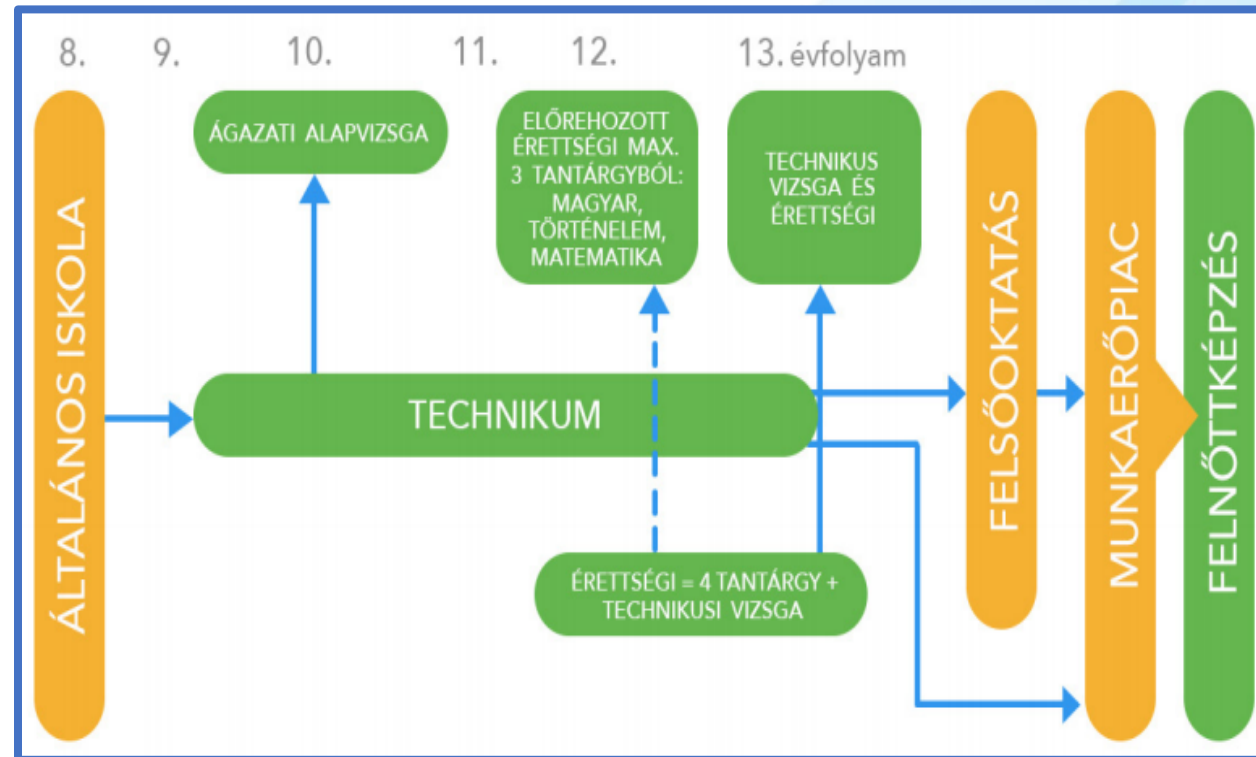 8. 9. 10. 11. 12. 13. évfolyam
ÁLTALÁNOS ISKOLA
ÁGAZATI ALAPVIZSGA
ELŐREHOZOTT
ÉRETTSÉGI MAX.
3 TANTÁRGYBÓL:
MAGYAR,
TÖRTÉNELEM,
MATEMATIKA
TECHNIKUS
VIZSGA ÉS
ÉRETTSÉGI
TECHNIKUM
ÉRETTSÉGI = 4 TANTÁRGY +
TECHNIKUSI VIZSGA
FELSŐOKTATÁS
MUNKAERŐPIAC
FELNŐTTKÉPZÉS